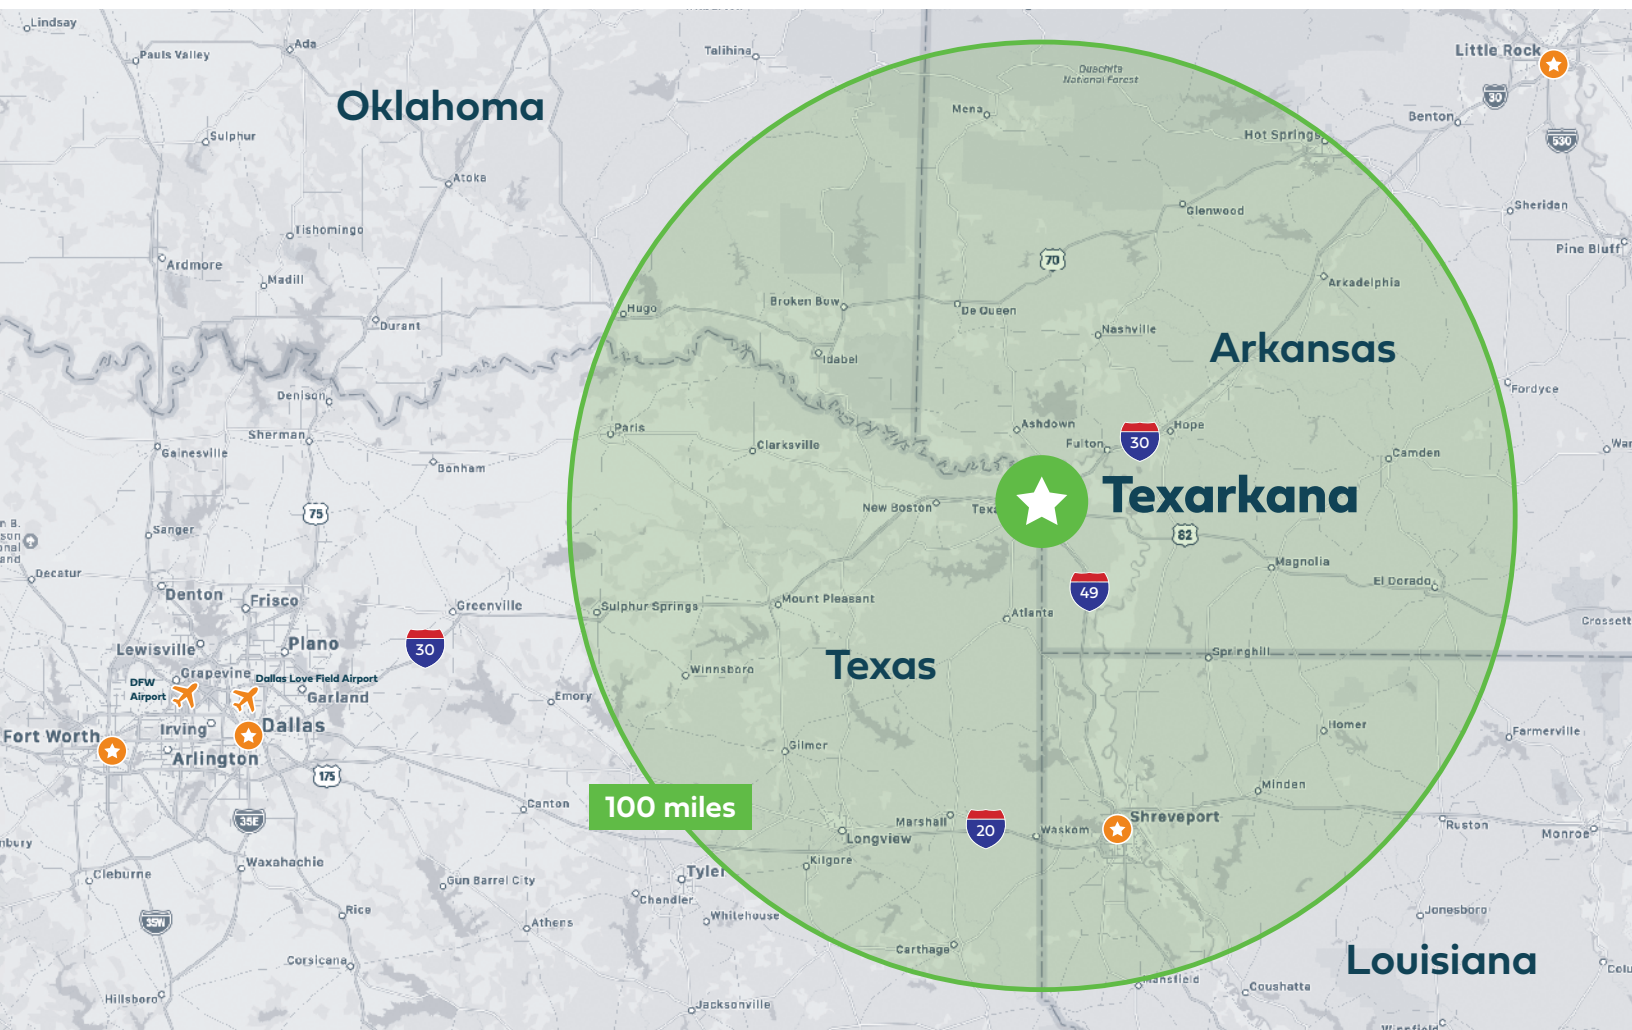 Lindsay
Ada
Pauls Valley
Talihina
Ouachita
National Forest
Little Rock
30
Mena
Benton
Oklahoma
Sulphur
Hot Springs
530
Atoka
Glenwood
Sheridan
Tishomingo
Pine Bluff
Ardmore
70
Madill
Arkadelphia
Hugo
Broken Bow
De Queen
Durant
Nashville
Arkansas
Idabel
Fordyce
Denison
Paris
Ashdown
Hope
Sherman
Clarksville
Fulton
30
Gainesville
Camden
Bonham
Texarkana
New Boston
75
Sanger
82
Decatur
Magnolia
El Dorado
Denton
Frisco
Greenville
Sulphur Springs
Mount Pleasant
49
Atlanta
Crossett
Lewisville
Plano
30
Springhill
Grapevine
Dallas Love Field Airport
DFW
Airport
Garland
Winnsboro
Texas
Emory
Fort Worth
Irving
Dallas
Homer
Farmerville
Arlington
Gilmer
175
Minden
100 miles
Canton
35E
Marshall
20
Waskom
Shreveport
Ruston
Monroe
Longview
Waxahachie
Kilgore
Cleburne
Gun Barrel City
Tyler
Chandler
Rice
Whitehouse
Jonesboro
35W
Athens
Carthage
Louisiana
Corsicana
Mansfield
Coushatta
Hillsboro
Jacksonville
Winnfield